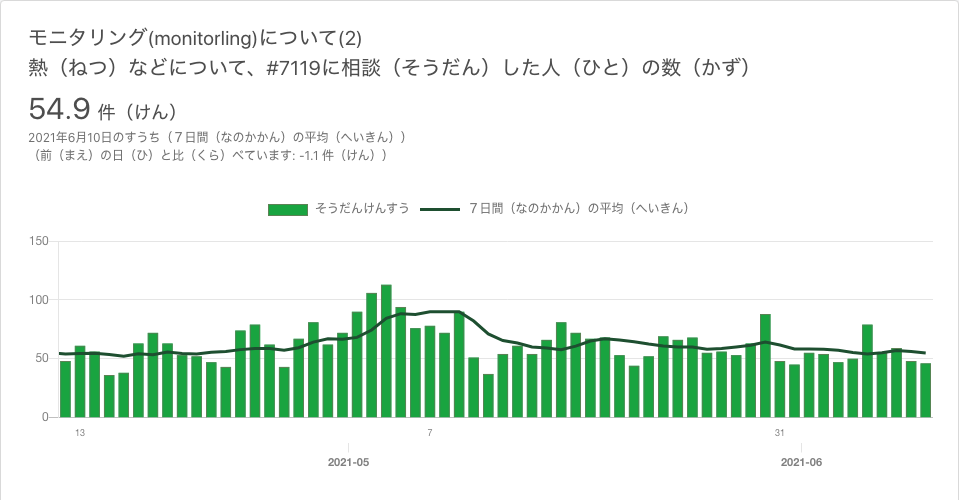 モニタリング(monitorling)について(2)
熱（ねつ）などについて、#7119に相談（そうだん）した人（ひと）の数（かず）
54.9 件（けん）
2021年6月10日のすうち（７日間（なのかかん）の平均（へいきん））
（前（まえ）の日（ひ）と比（くら）べています: -1.1 件（けん））
そうだんけんすう ７日間（なのかかん）の平均（へいきん）
150
100
50
0
13 7 31
2021-05 2021-06